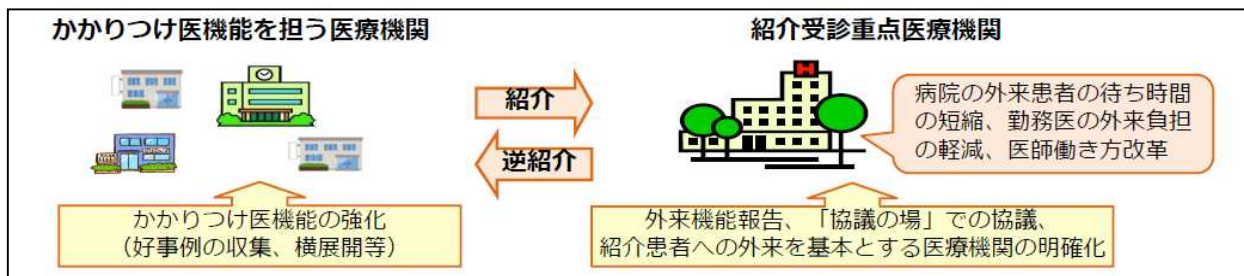 かかりつけ医機能を担う医療機関
紹介受診重点医療機関
紹介
逆紹介
H
病院の外来患者の待ち時間
の短縮、勤務医の外来負担
の軽減、医師働き方改革
かかりつけ医機能の強化
（好事例の収集、横展開等）
外来機能報告、「協議の場」での協議、
紹介患者への外来を基本とする医療機関の明確化